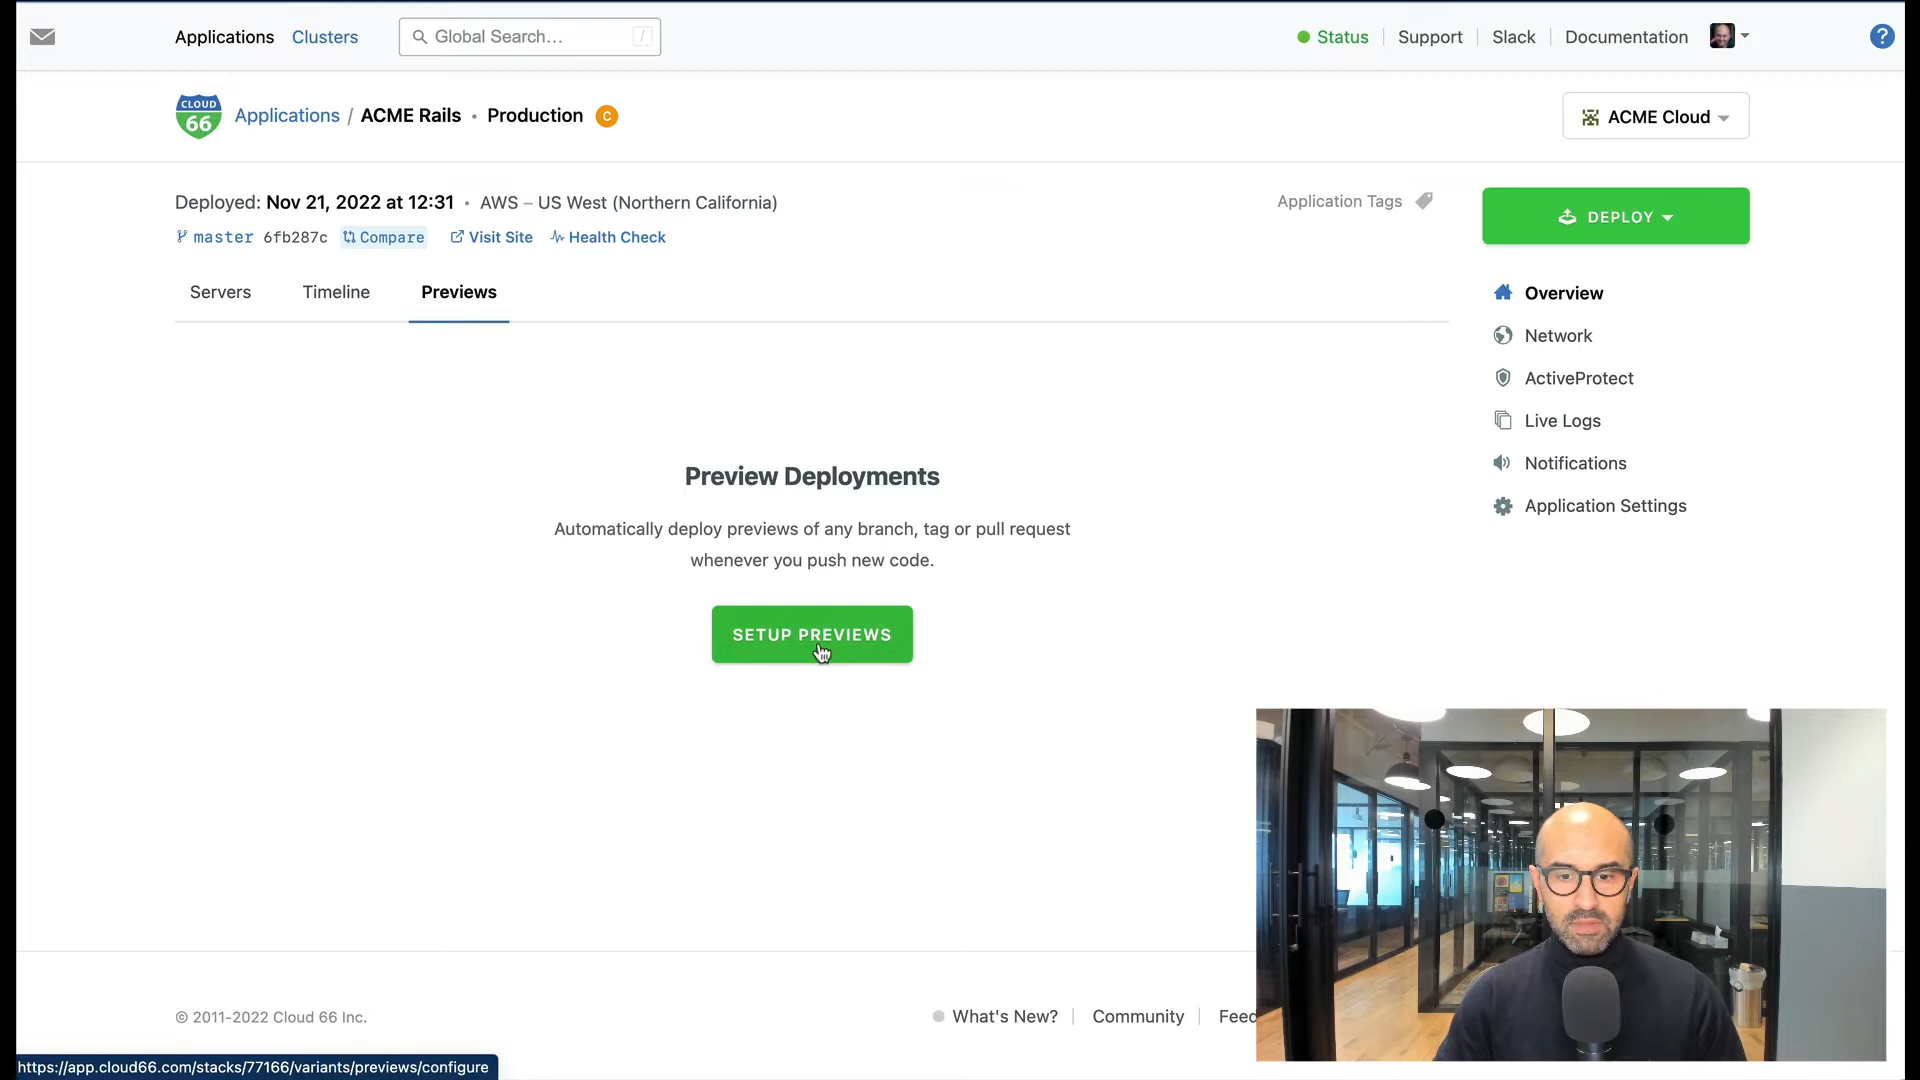 Applications
Clusters
Global Search...
/
Status
Support
Slack
Documentation
?
CLOUD
66
Applications / ACME Rails • Production C
ACME Cloud
Deployed: Nov 21, 2022 at 12:31 • AWS – US West (Northern California)
Application Tags
DEPLOY
master 6fb287c Compare Visit Site Health Check
Servers
Timeline
Previews
Overview
Network
ActiveProtect
Live Logs
Notifications
Application Settings
Preview Deployments
Automatically deploy previews of any branch, tag or pull request
whenever you push new code.
SETUP PREVIEWS
© 2011-2022 Cloud 66 Inc.
What's New?
Community
Feed
https://app.cloud66.com/stacks/77166/variants/previews/configure